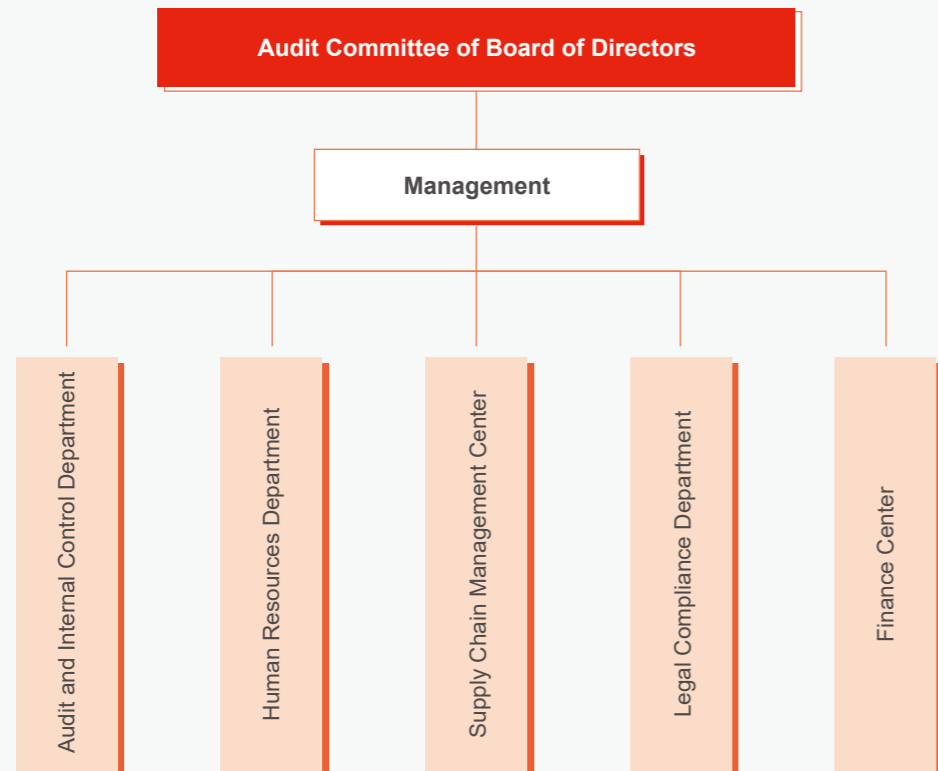 Audit Committee of Board of Directors
Management
Audit and Internal Control Department
Human Resources Department
Supply Chain Management Center
Legal Compliance Department
Finance Center